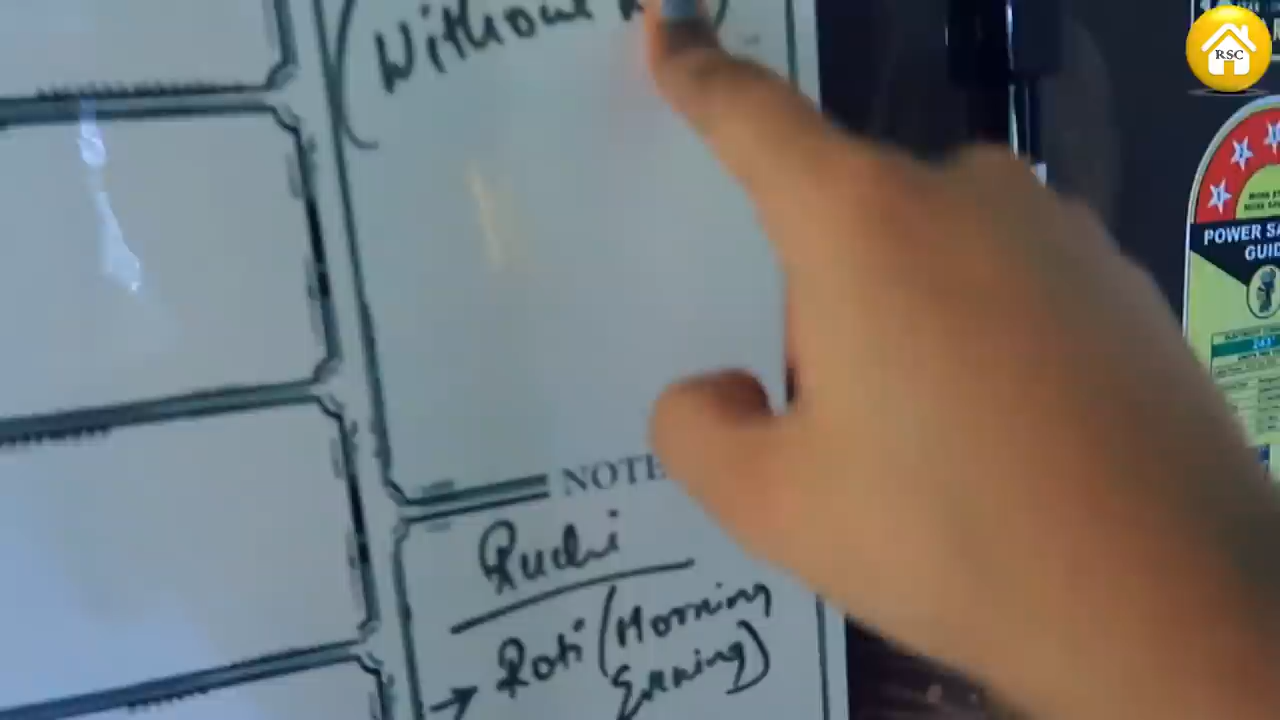 (Without
NOTE
Ruchi
→ Roti (Morning
Evening)
RSC
POWER SA
GUID